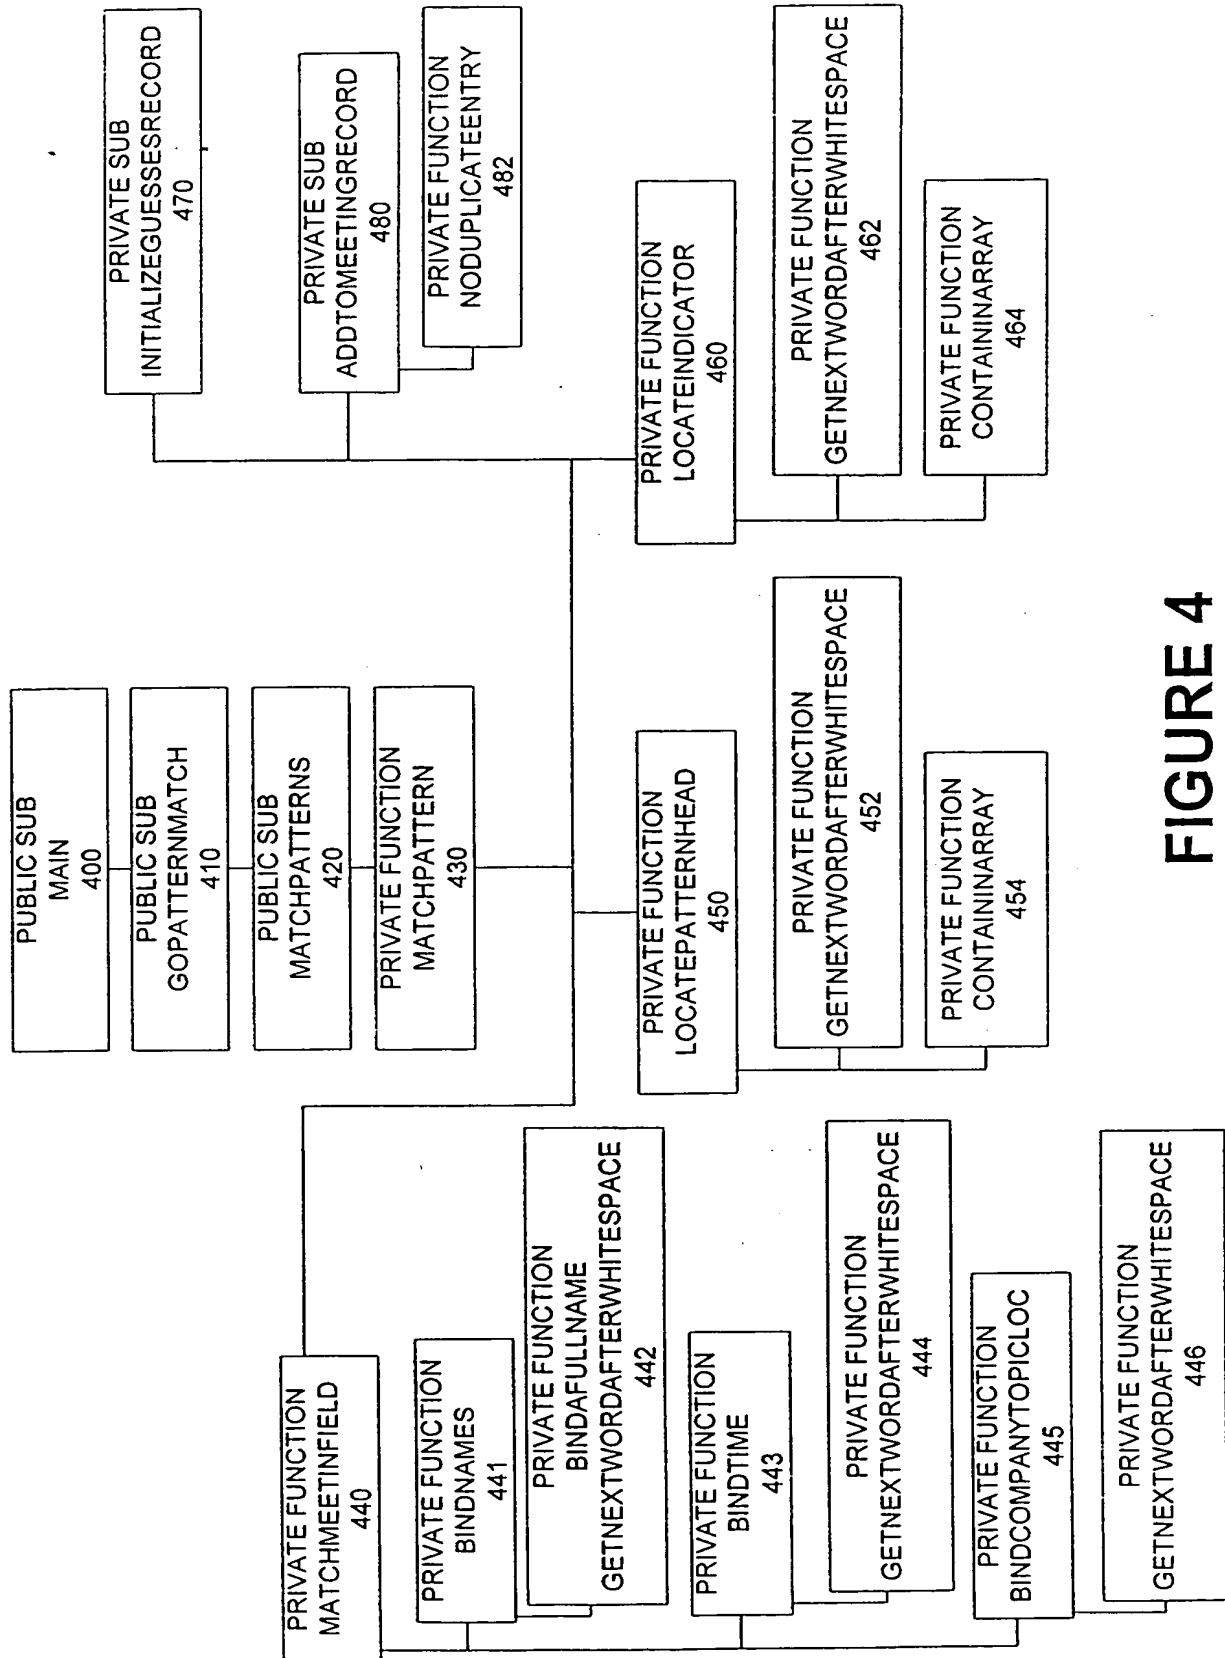 PUBLIC SUB
MAIN
400
PUBLIC SUB
GOPATTERNMATCH
410
PUBLIC SUB
MATCHPATTERNS
420
PRIVATE FUNCTION
MATCHPATTERN
430
PRIVATE FUNCTION
MATCHMEETINFIELD
440
PRIVATE FUNCTION
BINDNAMES
441
PRIVATE FUNCTION
BINDAFULLNAME
GETNEXTWORDAFTERWHITESPACE
442
PRIVATE FUNCTION
BINDTIME
443
PRIVATE FUNCTION
GETNEXTWORDAFTERWHITESPACE
444
PRIVATE FUNCTION
BINDCOMPANYTOPICLOC
445
PRIVATE FUNCTION
GETNEXTWORDAFTERWHITESPACE
446
PRIVATE FUNCTION
LOCATEPATTERNHEAD
450
PRIVATE FUNCTION
GETNEXTWORDAFTERWHITESPACE
452
PRIVATE FUNCTION
CONTAININARRAY
454
PRIVATE FUNCTION
LOCATEINDICATOR
460
PRIVATE FUNCTION
GETNEXTWORDAFTERWHITESPACE
462
PRIVATE FUNCTION
CONTAININARRAY
464
PRIVATE SUB
INITIALIZEGUESSESRECORD
470
PRIVATE SUB
ADDTOMEETINGRECORD
480
PRIVATE FUNCTION
NODUPLICATEENTRY
482
FIGURE 4